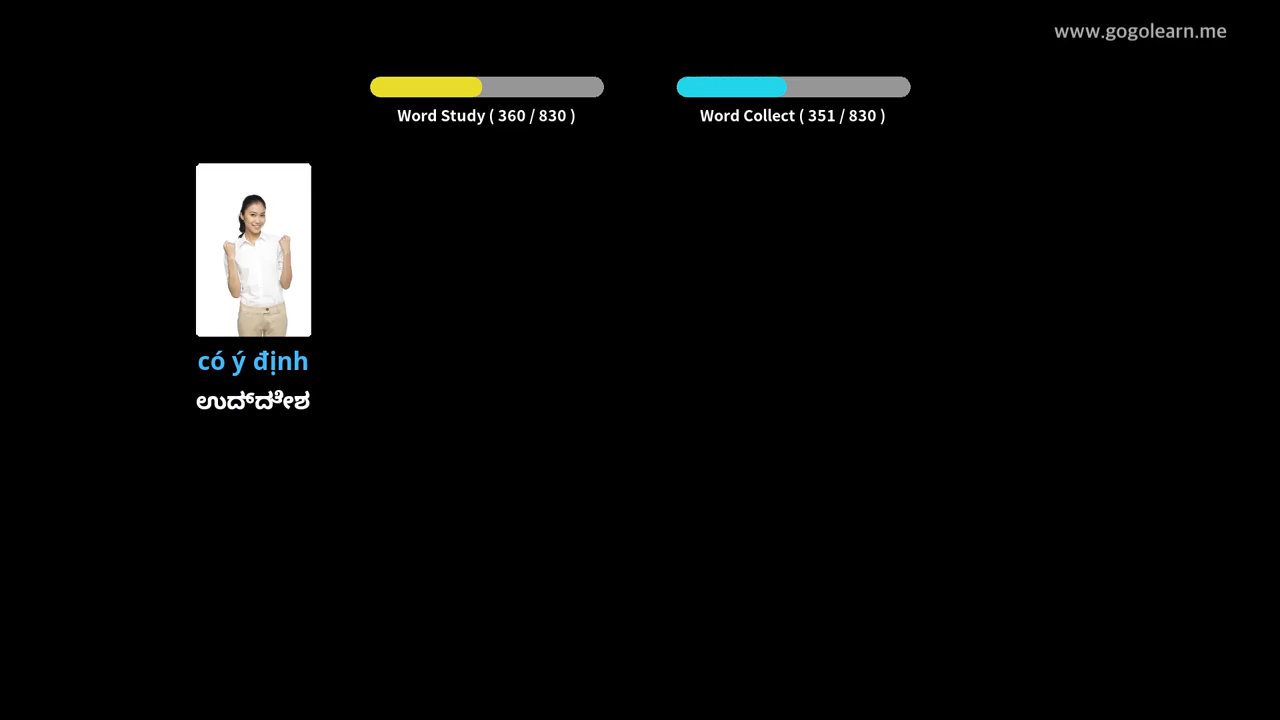 www.gogolearn.me
Word Study ( 360 / 830 )
Word Collect ( 351 / 830 )
có ý định
ಉದ್ದೇಶ